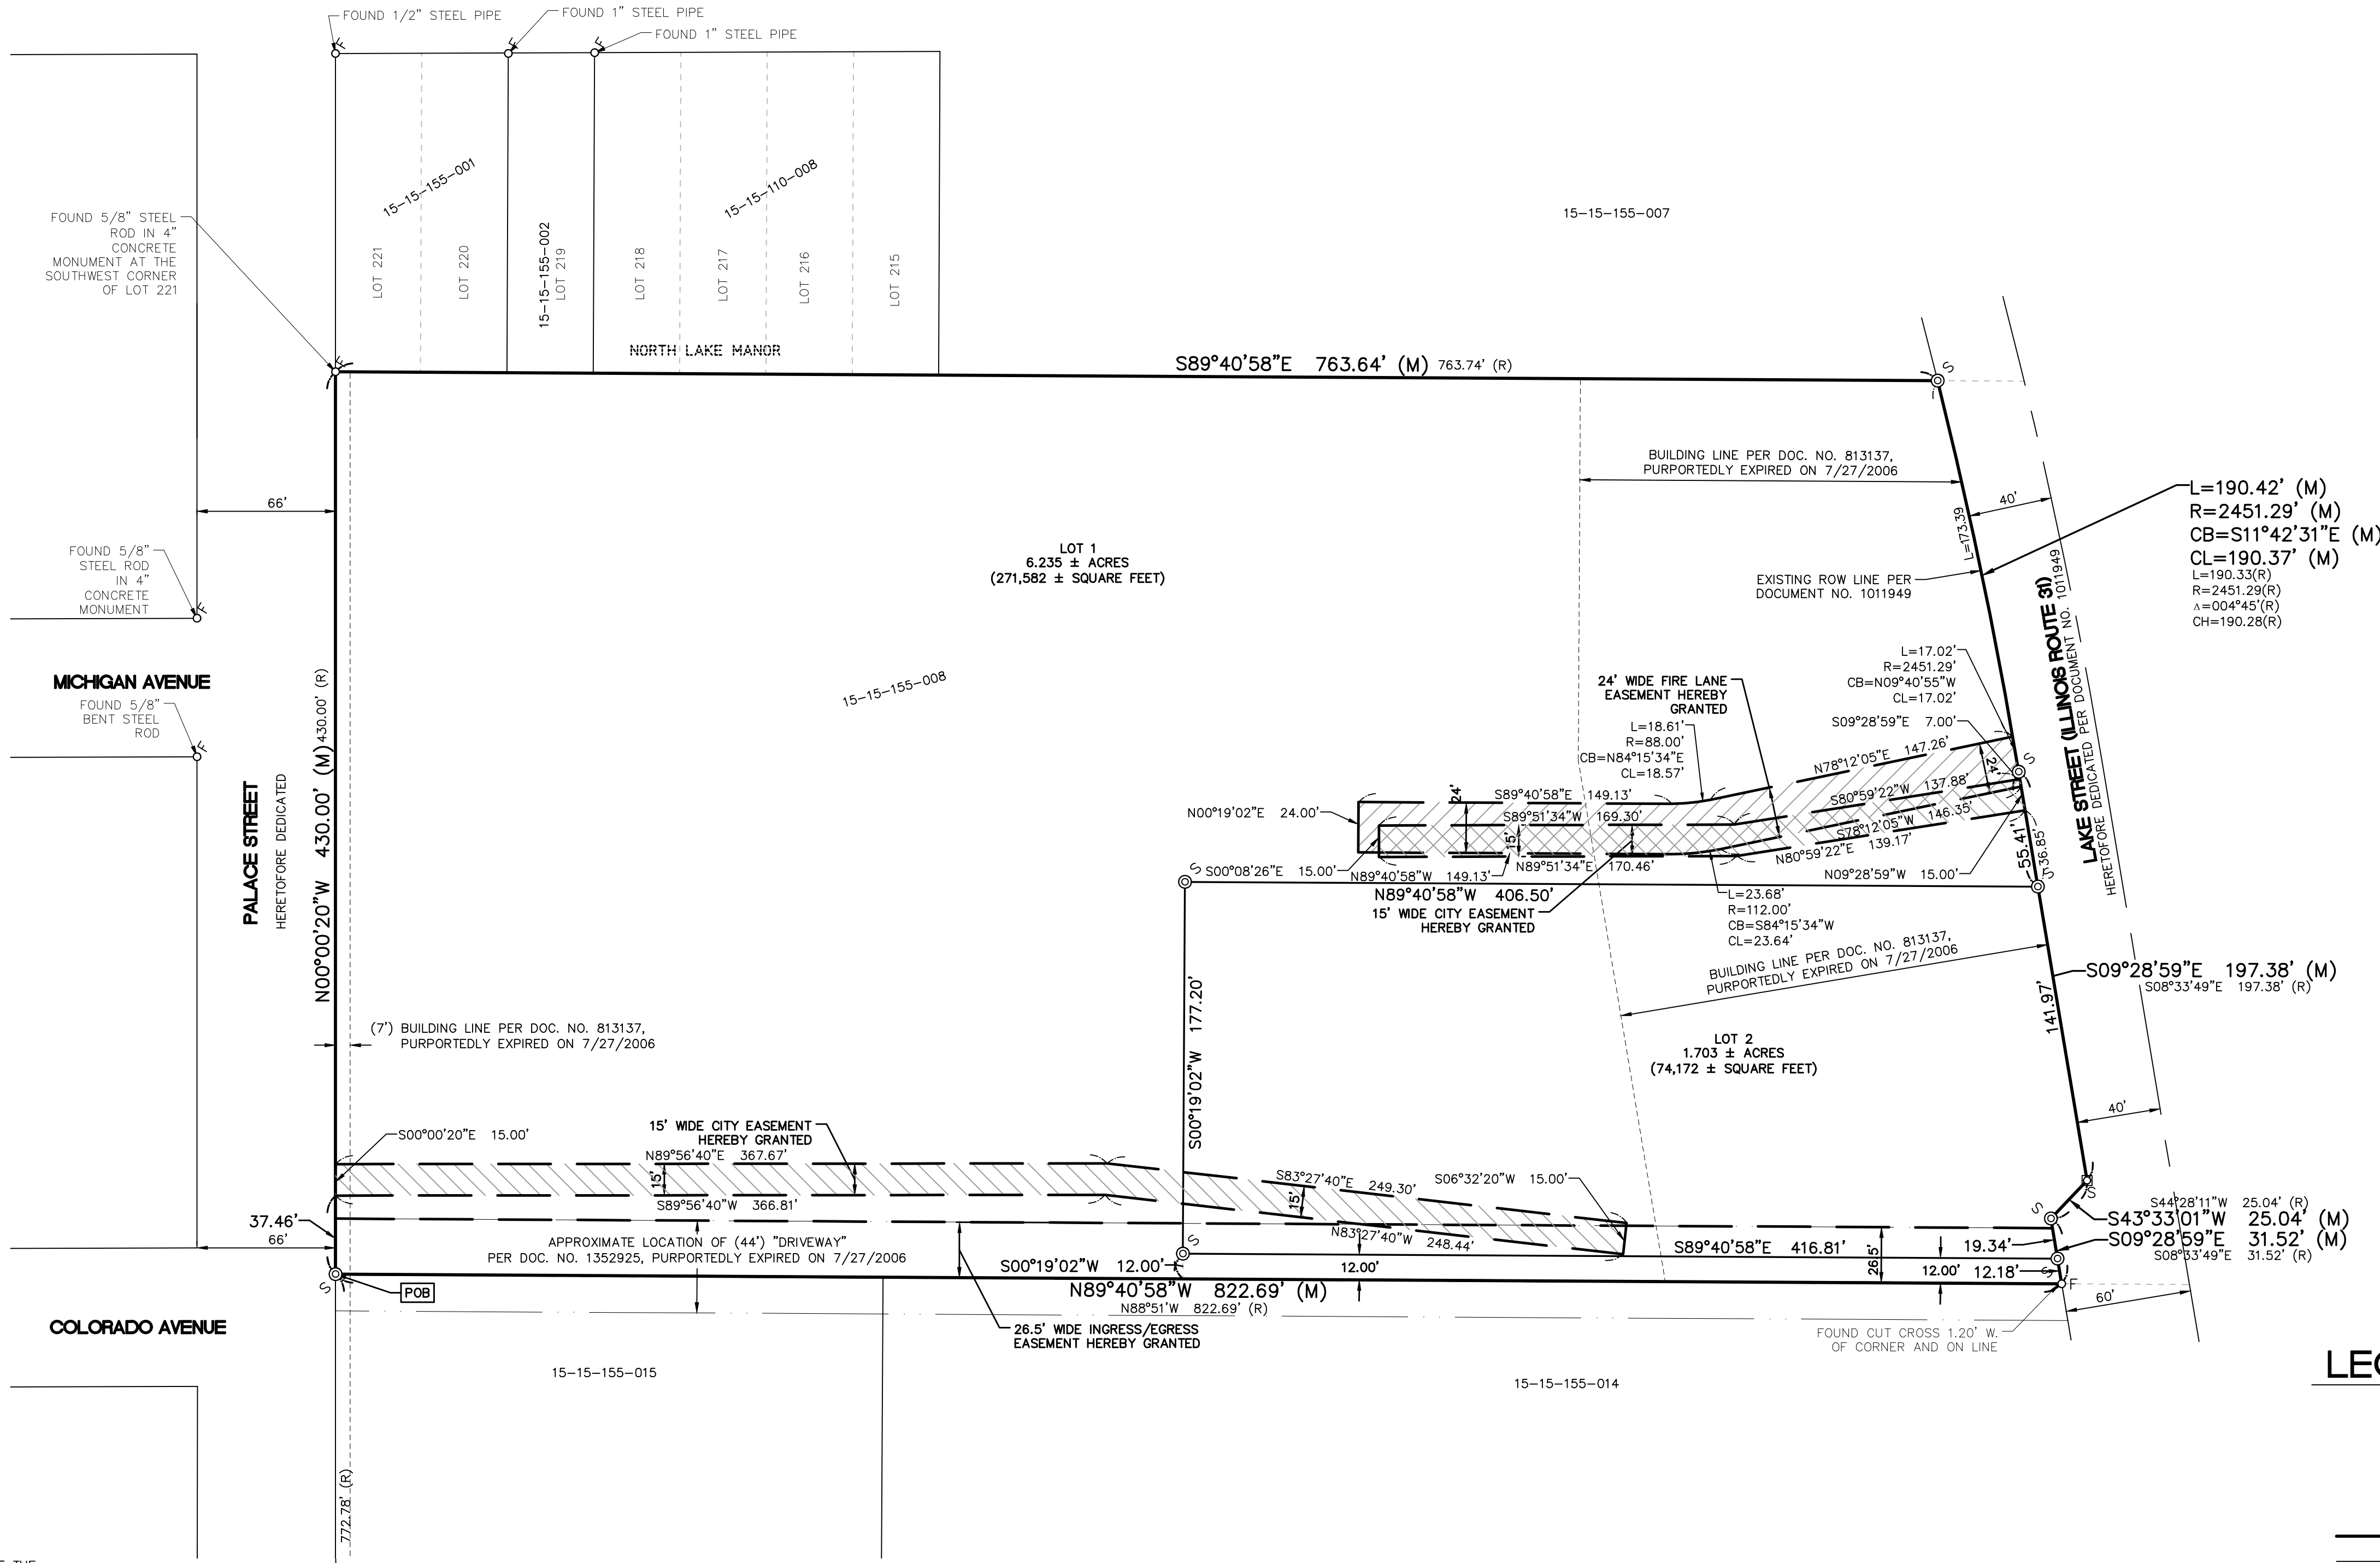 FOUND 1/2" STEEL PIPE
FOUND 1" STEEL PIPE
FOUND 1" STEEL PIPE
F
F
F
15-15-155-001
15-15-155-002
15-15-110-008
15-15-155-007
LOT 221
LOT 220
LOT 219
LOT 218
LOT 217
LOT 216
LOT 215
NORTH LAKE MANOR
FOUND 5/8" STEEL
ROD IN 4"
CONCRETE
MONUMENT AT THE
SOUTHWEST CORNER
OF LOT 221
F
S89°40'58"E 763.64' (M) 763.74' (R)
S
BUILDING LINE PER DOC. NO. 813137,
PURPORTEDLY EXPIRED ON 7/27/2006
66'
40'
L=173.39
L=190.42' (M)
R=2451.29' (M)
CB=S11°42'31"E (M)
CL=190.37' (M)
L=190.33(R)
R=2451.29(R)
Δ=004°45'(R)
CH=190.28(R)
FOUND 5/8"
STEEL ROD
IN 4"
CONCRETE
MONUMENT
F
LOT 1
6.235 ± ACRES
(271,582 ± SQUARE FEET)
EXISTING ROW LINE PER
DOCUMENT NO. 1011949
LAKE STREET (ILLINOIS ROUTE 31)
HERETOFORE DEDICATED PER DOCUMENT NO. 1011949
MICHIGAN AVENUE
FOUND 5/8"
BENT STEEL
ROD
F
15-15-155-008
N00°00'20"W 430.00' (M) 430.00' (R)
PALACE STREET
HERETOFORE DEDICATED
L=17.02'
R=2451.29'
CB=N09°40'55"W
CL=17.02'
S09°28'59"E 7.00'
S
24' WIDE FIRE LANE
EASEMENT HEREBY
GRANTED
L=18.61'
R=88.00'
CB=N84°15'34"E
CL=18.57'
N78°12'05"E 147.26'
24'
S80°59'22"W 137.88'
S78°12'05"W 146.35'
N80°59'22"E 139.17'
N00°19'02"E 24.00'
24'
S89°40'58"E 149.13'
S89°51'34"W 169.30'
15'
N89°51'34"E 170.46'
S00°08'26"E 15.00'
N89°40'58"W 149.13'
N09°28'59"W 15.00'
55.41'
36.85'
S
S
N89°40'58"W 406.50'
15' WIDE CITY EASEMENT
HEREBY GRANTED
L=23.68'
R=112.00'
CB=S84°15'34"W
CL=23.64'
BUILDING LINE PER DOC. NO. 813137,
PURPORTEDLY EXPIRED ON 7/27/2006
S09°28'59"E 197.38' (M)
S08°33'49"E 197.38' (R)
141.97'
S00°19'02"W 177.20'
(7') BUILDING LINE PER DOC. NO. 813137,
PURPORTEDLY EXPIRED ON 7/27/2006
LOT 2
1.703 ± ACRES
(74,172 ± SQUARE FEET)
40'
S00°00'20"E 15.00'
15' WIDE CITY EASEMENT
HEREBY GRANTED
N89°56'40"E 367.67'
15'
S89°56'40"W 366.81'
S83°27'40"E 249.30'
15'
N83°27'40"W 248.44'
S06°32'20"W 15.00'
S
S
S44°28'11"W 25.04' (R)
S43°33'01"W 25.04' (M)
S09°28'59"E 31.52' (M)
S08°33'49"E 31.52' (R)
37.46'
66'
APPROXIMATE LOCATION OF (44') "DRIVEWAY"
PER DOC. NO. 1352925, PURPORTEDLY EXPIRED ON 7/27/2006
S89°40'58"E 416.81'
26.5'
19.34'
S00°19'02"W 12.00'
S
12.00'
12.00'
12.18'
S
F
S
POB
N89°40'58"W 822.69' (M)
N88°51'W 822.69' (R)
60'
COLORADO AVENUE
26.5' WIDE INGRESS/EGRESS
EASEMENT HEREBY GRANTED
FOUND CUT CROSS 1.20' W.
OF CORNER AND ON LINE
15-15-155-015
15-15-155-014
772.78' (R)